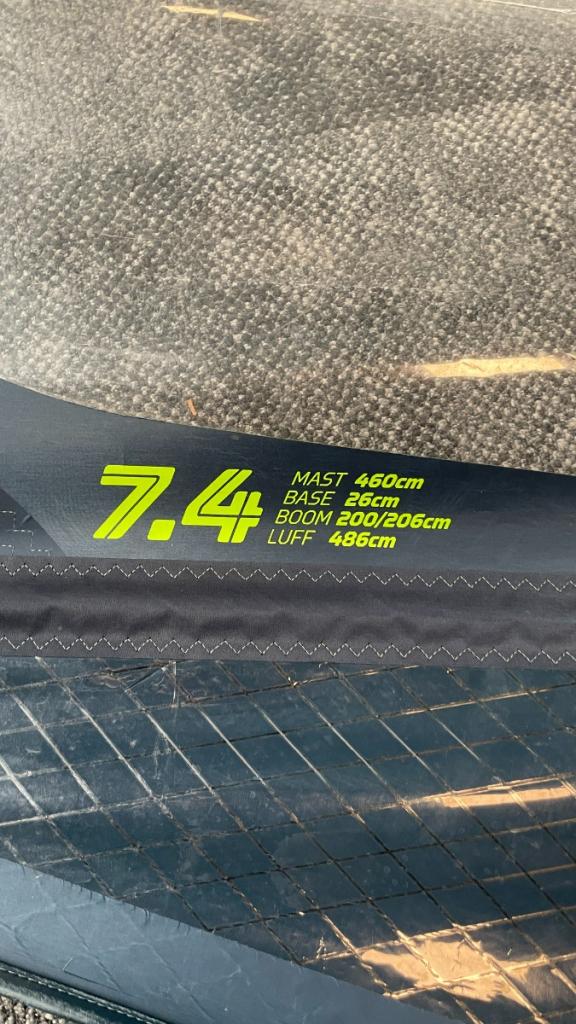 7.4
MAST 460cm
BASE 26cm
BOOM 200/206cm
LUFF 486cm